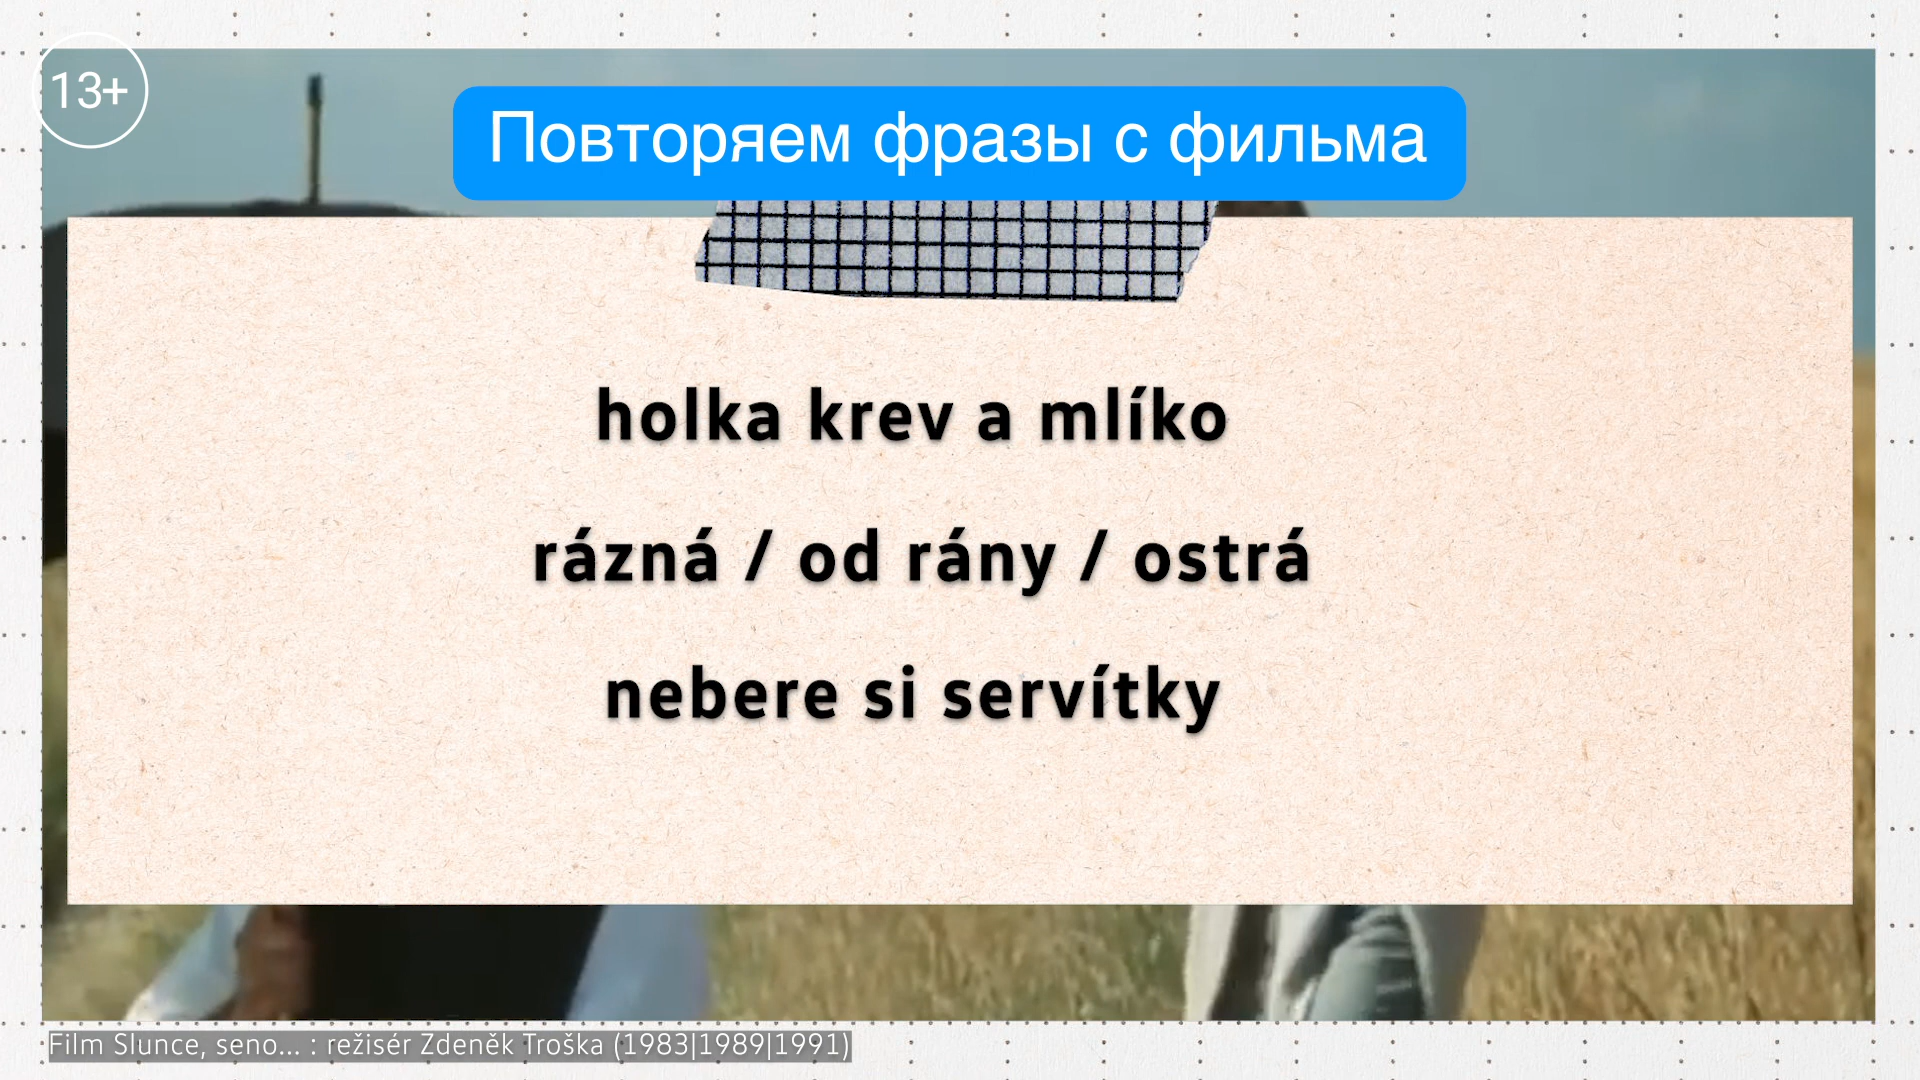 13+
Повторяем фразы с фильма
holka krev a mlíko
rázná / od rány / ostrá
nebere si servítky
Film Slunce, seno... : režisér Zdeněk Troška (1983|1989|1991)